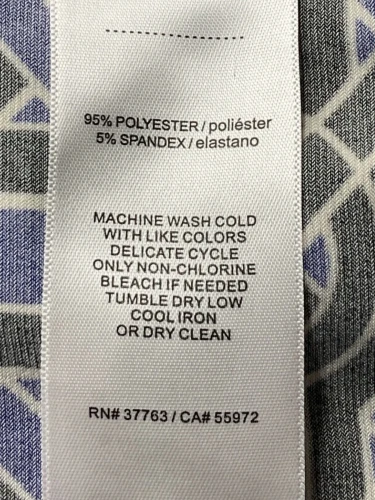 95% POLYESTER / poliéster
5% SPANDEX / elastano
MACHINE WASH COLD
WITH LIKE COLORS
DELICATE CYCLE
ONLY NON-CHLORINE
BLEACH IF NEEDED
TUMBLE DRY LOW
COOL IRON
OR DRY CLEAN
RN# 37763 / CA# 55972